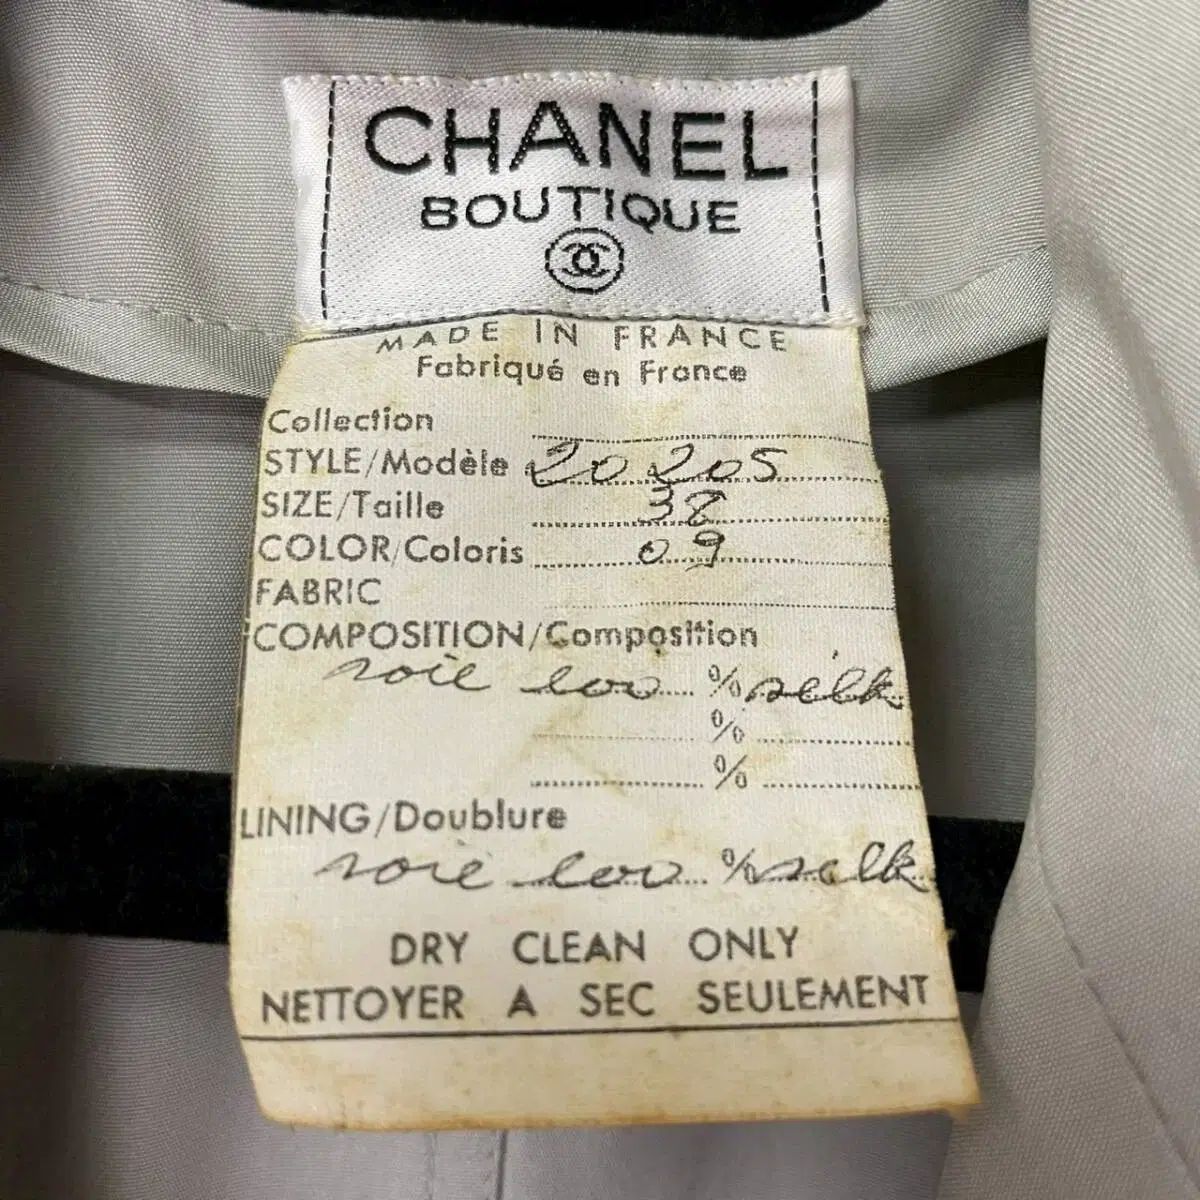 CHANEL
BOUTIQUE
MADE IN FRANCE
Fabriqué en France
Collection
STYLE/Modèle 20205
SIZE/Taille 38
COLOR/Coloris 09
FABRIC
COMPOSITION/Composition
soie 100 % silk
%
%
LINING/Doublure
soie 100 % silk
DRY CLEAN ONLY
NETTOYER A SEC SEULEMENT